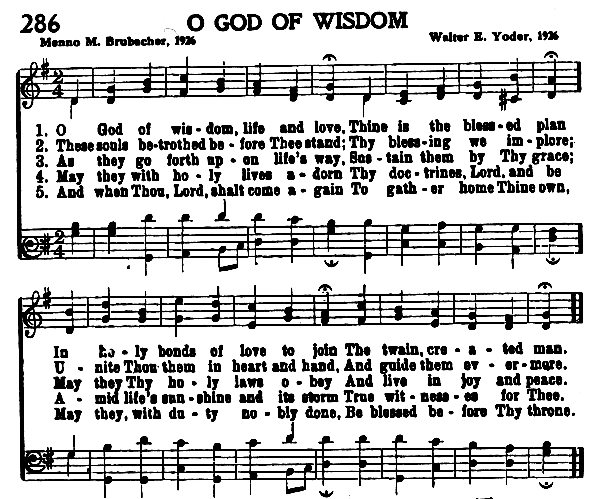 286 O GOD OF WISDOM
Menno M. Brubacher, 1926 Walter E. Yoder, 1926
1. O God of wis-dom, life and love, Thine is the bless-ed plan
2. These souls be-trothed be-fore Thee stand; Thy bless-ing we im-plore;
3. As they go forth up-on life's way, Sus-tain them by Thy grace;
4. May they with ho-ly lives a-dorn Thy doc-trines, Lord, and be
5. And when Thou, Lord, shalt come a-gain To gath-er home Thine own,
In ho-ly bonds of love to join The twain, cre-a-ted man.
U-nite Thou them in heart and hand, And guide them ev-er-more.
May they Thy ho-ly laws o-bey And live in joy and peace.
A-mid life's sun-shine and its storm True wit-ness-es for Thee.
May they, with du-ty no-bly done, Be blessed be-fore Thy throne.